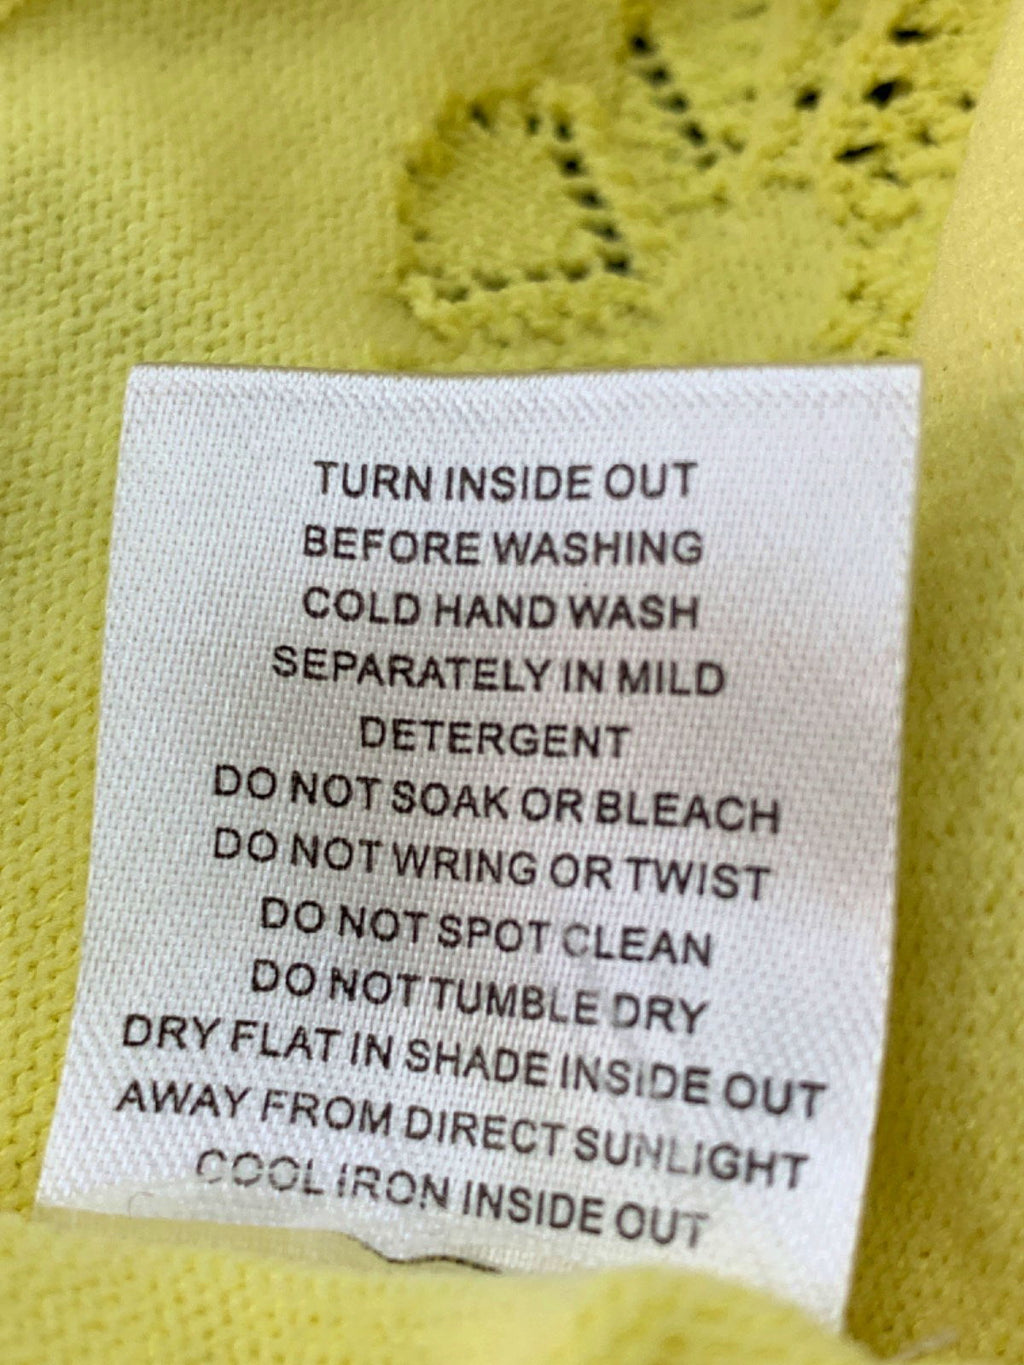 TURN INSIDE OUT
BEFORE WASHING
COLD HAND WASH
SEPARATELY IN MILD
DETERGENT
DO NOT SOAK OR BLEACH
DO NOT WRING OR TWIST
DO NOT SPOT CLEAN
DO NOT TUMBLE DRY
DRY FLAT IN SHADE INSIDE OUT
AWAY FROM DIRECT SUNLIGHT
COOL IRON INSIDE OUT